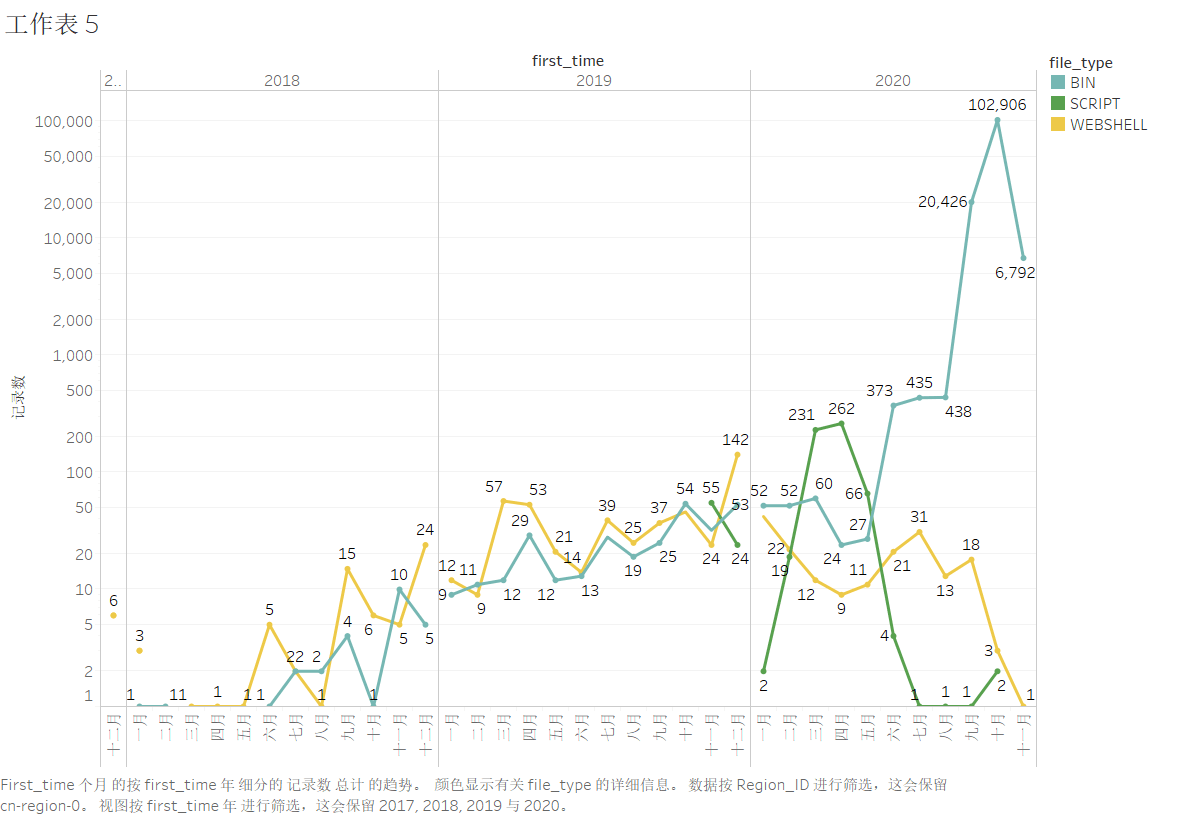 工作表 5
first_time
2..
2018
2019
2020
file_type
BIN
SCRIPT
WEBSHELL
记录数
100,000
50,000
20,000
10,000
5,000
2,000
1,000
500
200
100
50
20
10
5
2
1
102,906
20,426
6,792
373
435
438
231
262
142
52
52
60
66
27
24
57
53
29
21
14
39
25
37
54
55
53
24
24
12
11
9
9
12
12
13
19
25
22
19
12
9
11
21
31
13
18
24
15
10
6
3
5
4
6
5
5
22
2
1
11
1
1
1
1
1
2
4
1
1
1
3
2
1
十二月
一月
二月
三月
四月
五月
六月
七月
八月
九月
十月
十一月
十二月
一月
二月
三月
四月
五月
六月
七月
八月
九月
十月
十一月
十二月
一月
二月
三月
四月
五月
六月
七月
八月
九月
十月
十一月
First_time 个月 的按 first_time 年 细分的 记录数 总计 的趋势。 颜色显示有关 file_type 的详细信息。 数据按 Region_ID 进行筛选，这会保留
cn-region-0。 视图按 first_time 年 进行筛选，这会保留 2017, 2018, 2019 与 2020。